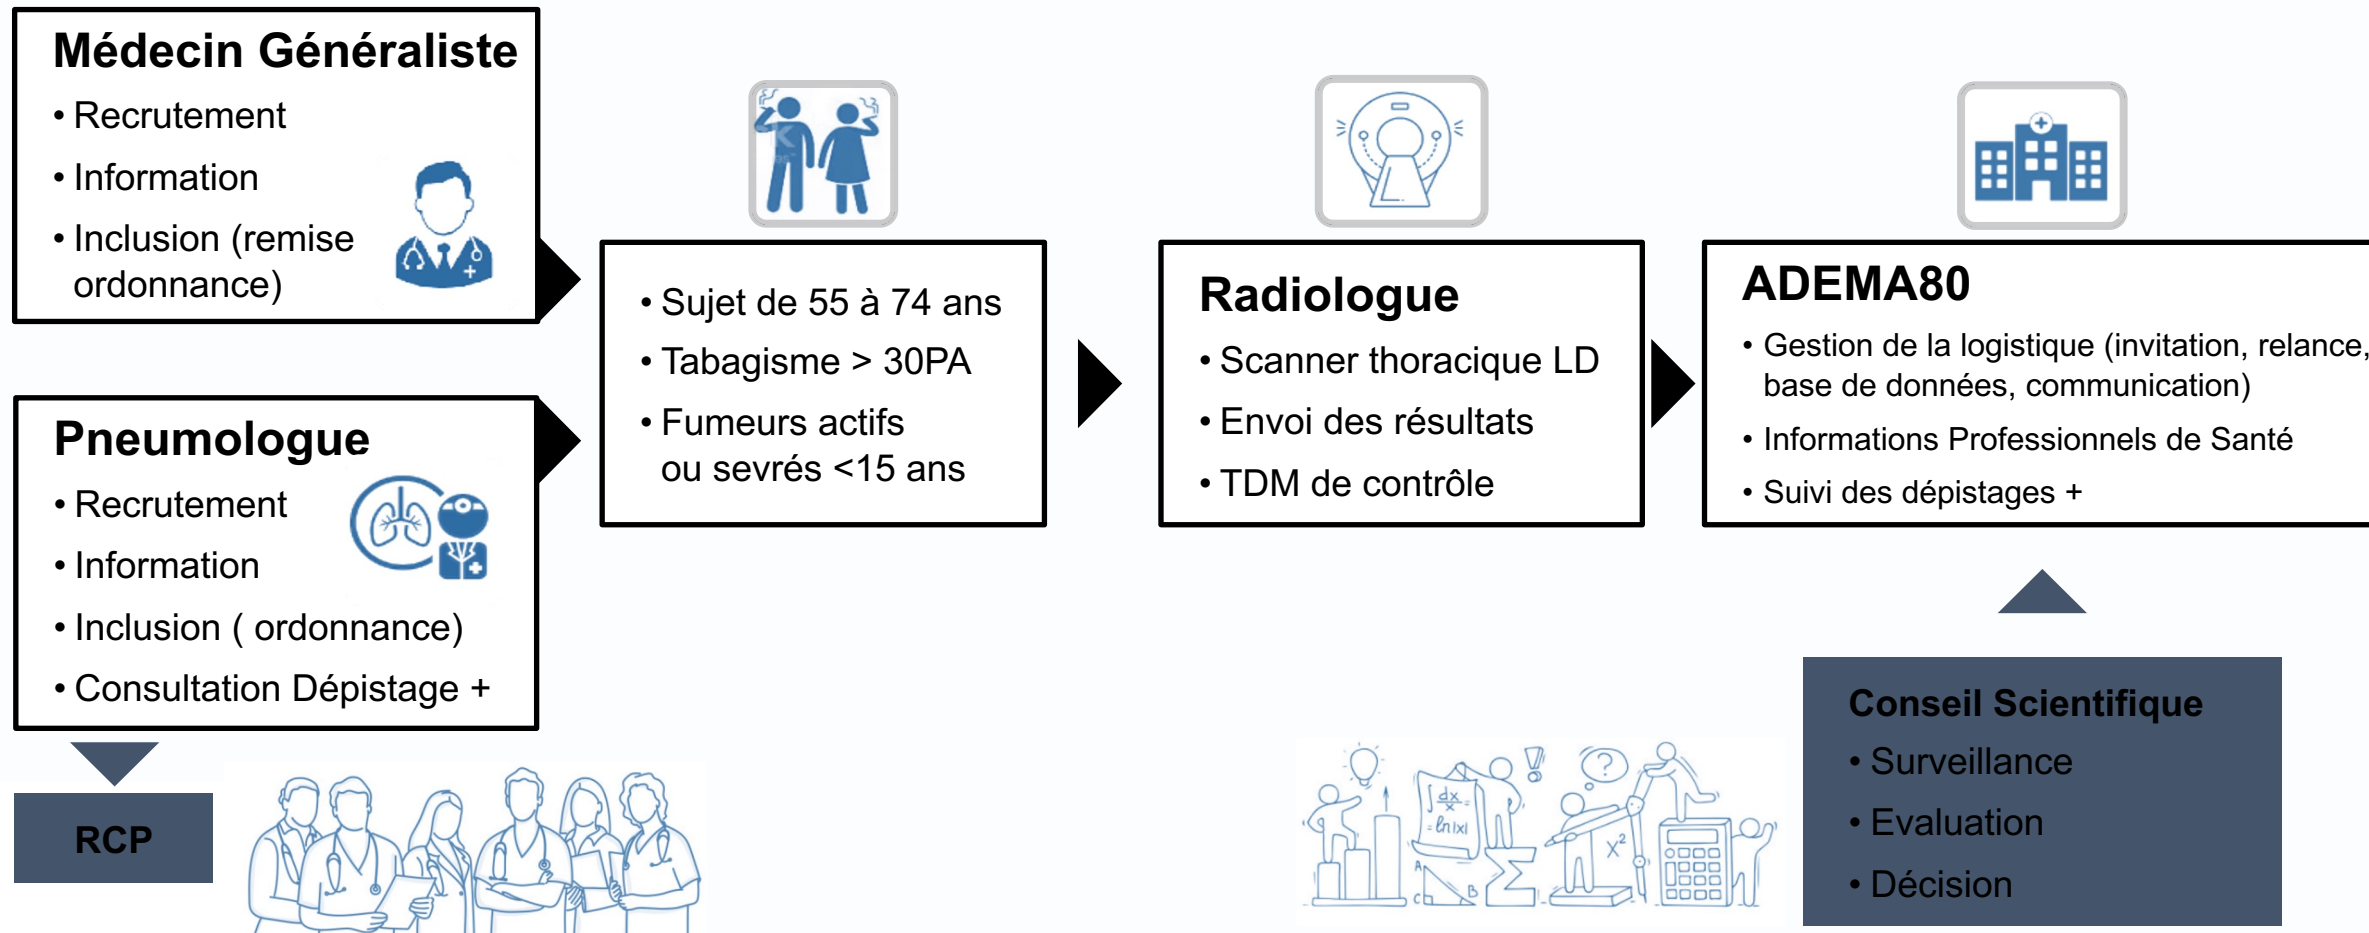 Médecin Généraliste
• Recrutement
• Information
• Inclusion (remise
ordonnance)
Pneumologue
• Recrutement
• Information
• Inclusion ( ordonnance)
• Consultation Dépistage +
RCP
• Sujet de 55 à 74 ans
• Tabagisme > 30PA
• Fumeurs actifs
ou sevrés <15 ans
Radiologue
• Scanner thoracique LD
• Envoi des résultats
• TDM de contrôle
ADEMA80
• Gestion de la logistique (invitation, relance,
base de données, communication)
• Informations Professionnels de Santé
• Suivi des dépistages +
Conseil Scientifique
• Surveillance
• Evaluation
• Décision
∫ dx/x =
= ln|x|
!
?
X²
A
C
B
Σ